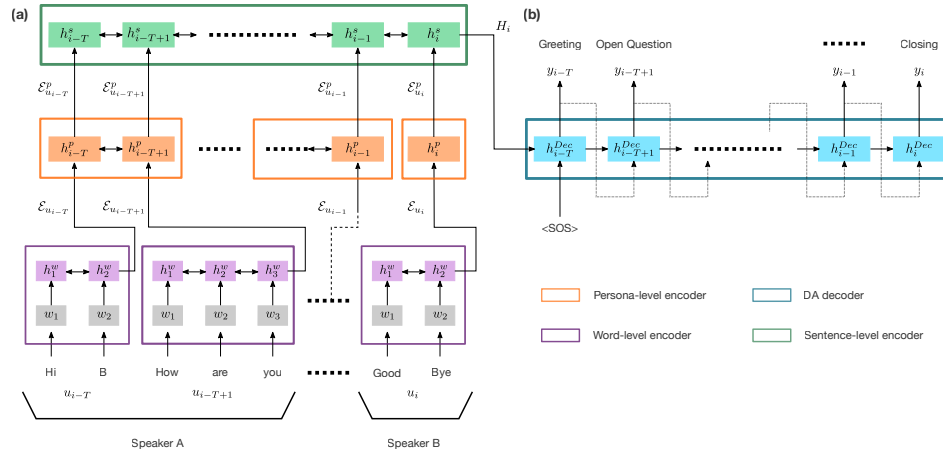 (a)
h^s_{i-T} h^s_{i-T+1} h^s_{i-1} h^s_i
H_i
ℰ^p_{u_{i-T}} ℰ^p_{u_{i-T+1}} ℰ^p_{u_{i-1}} ℰ^p_{u_i}
h^p_{i-T} h^p_{i-T+1} h^p_{i-1} h^p_i
ℰ_{u_{i-T}} ℰ_{u_{i-T+1}} ℰ_{u_{i-1}} ℰ_{u_i}
h^w_1 h^w_2 h^w_1 h^w_2 h^w_3 h^w_1 h^w_2
w_1 w_2 w_1 w_2 w_3 w_1 w_2
Hi B How are you Good Bye
u_{i-T} u_{i-T+1} u_i
Speaker A Speaker B
(b)
Greeting Open Question Closing
y_{i-T} y_{i-T+1} y_{i-1} y_i
h^{Dec}_{i-T} h^{Dec}_{i-T+1} h^{Dec}_{i-1} h^{Dec}_i
<SOS>
Persona-level encoder DA decoder
Word-level encoder Sentence-level encoder